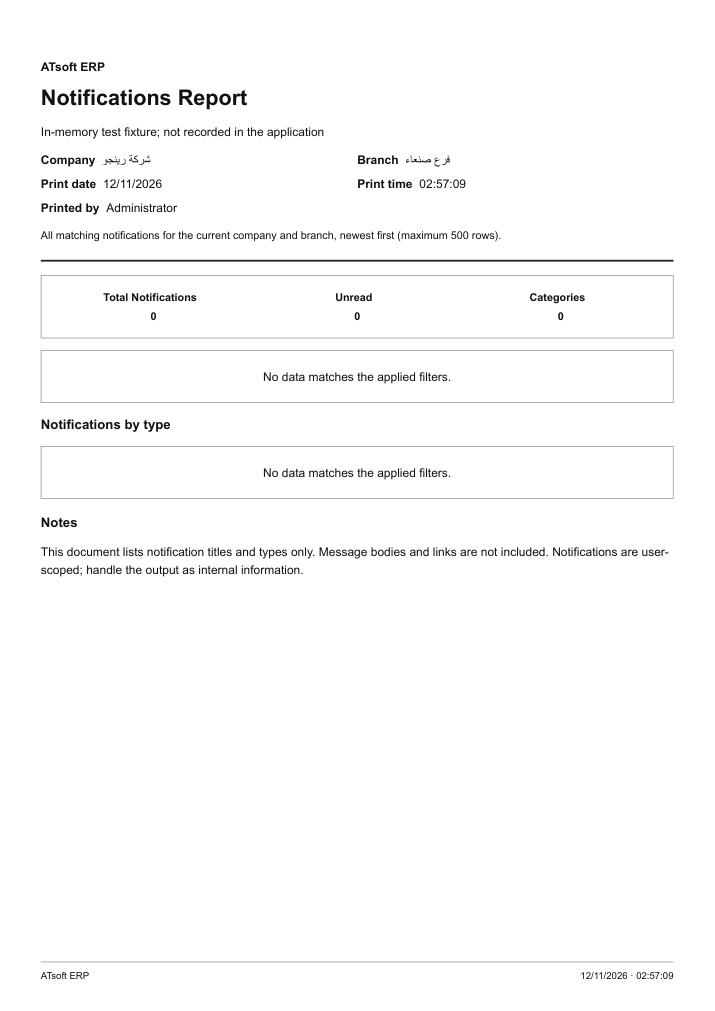 ATsoft ERP
Notifications Report
In-memory test fixture; not recorded in the application
Company شركة رينجو Branch فرع صنعاء
Print date 12/11/2026 Print time 02:57:09
Printed by Administrator
All matching notifications for the current company and branch, newest first (maximum 500 rows).
Total Notifications Unread Categories
0 0 0
No data matches the applied filters.
Notifications by type
No data matches the applied filters.
Notes
This document lists notification titles and types only. Message bodies and links are not included. Notifications are user-
scoped; handle the output as internal information.
ATsoft ERP 12/11/2026 · 02:57:09